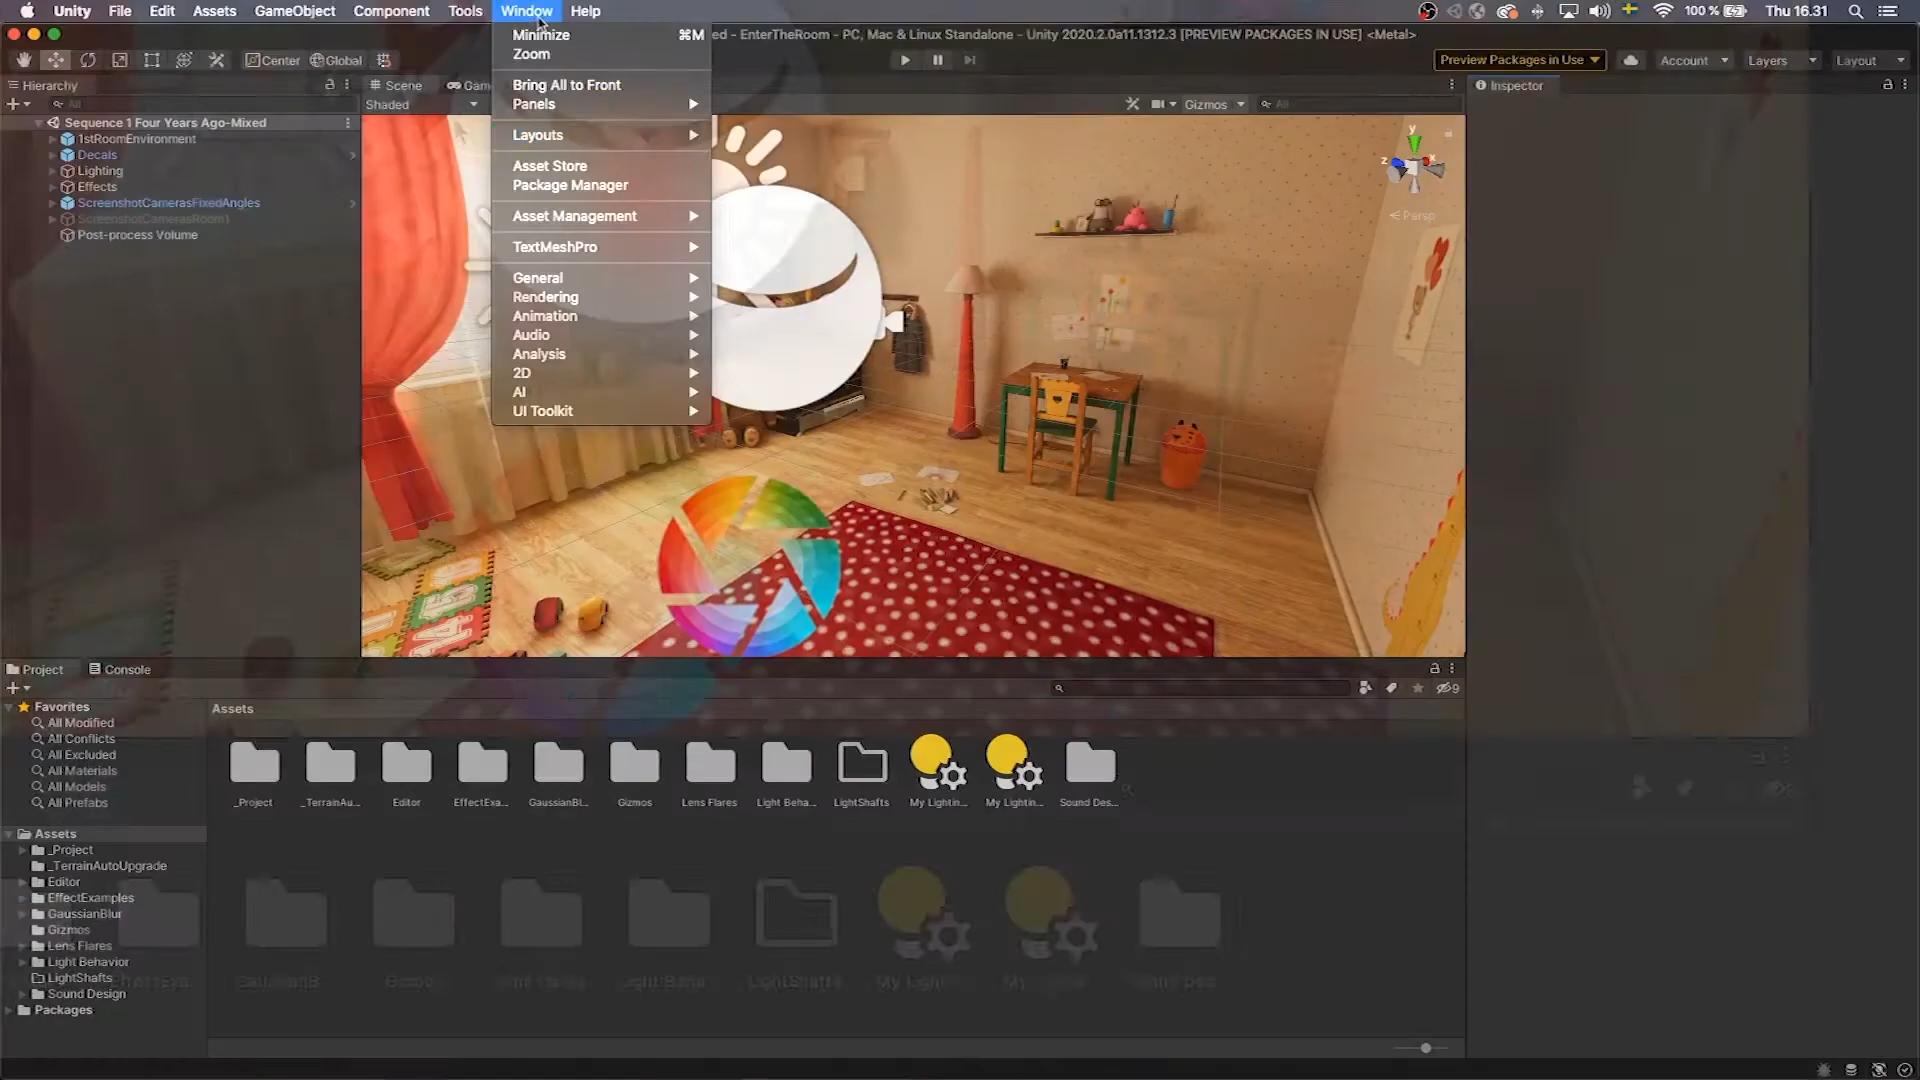 Unity File Edit Assets GameObject Component Tools Window Help
100 % Thu 16.31
ed - EnterTheRoom - PC, Mac & Linux Standalone - Unity 2020.2.0a11.1312.3 [PREVIEW PACKAGES IN USE] <Metal>
Center Global
Preview Packages in Use Account Layers Layout
Minimize ⌘M
Zoom
Bring All to Front
Panels
Layouts
Asset Store
Package Manager
Asset Management
TextMeshPro
General
Rendering
Animation
Audio
Analysis
2D
AI
UI Toolkit
Hierarchy
All
Sequence 1 Four Years Ago-Mixed
1stRoomEnvironment
Decals
Lighting
Effects
ScreenshotCamerasFixedAngles
ScreenshotCamerasRoom1
Post-process Volume
Scene Gam
Shaded
Gizmos All
y
z x
Persp
Inspector
Project Console
9
Favorites
All Modified
All Conflicts
All Excluded
All Materials
All Models
All Prefabs
Assets
_Project
_TerrainAutoUpgrade
Editor
EffectExamples
GaussianBlur
Gizmos
Lens Flares
Light Behavior
LightShafts
Sound Design
Packages
Assets
_Project _TerrainAu... Editor EffectExa... GaussianBl... Gizmos Lens Flares Light Beha... LightShafts My Lightin... My Lightin... Sound Des...